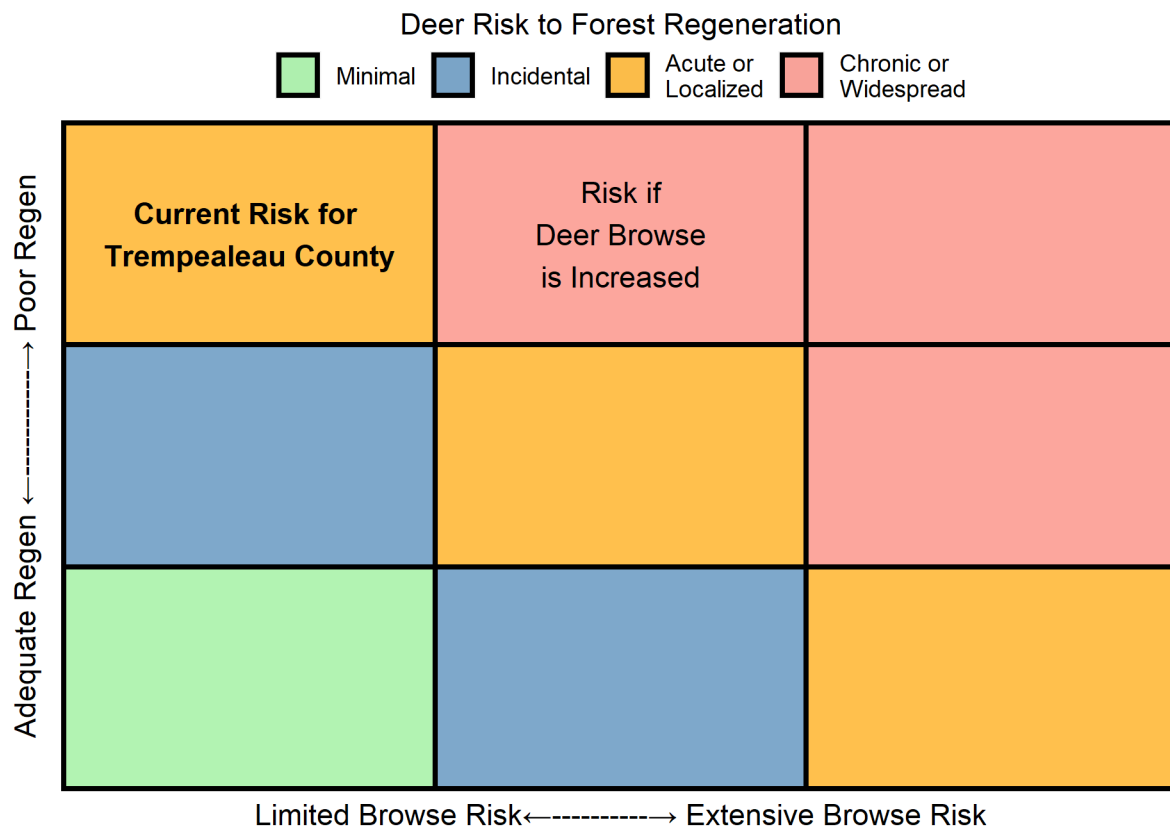 Deer Risk to Forest Regeneration
Minimal
Incidental
Acute or
Localized
Chronic or
Widespread
Current Risk for
Trempealeau County
Risk if
Deer Browse
is Increased
Adequate Regen ←------------→ Poor Regen
Limited Browse Risk←-----------→ Extensive Browse Risk